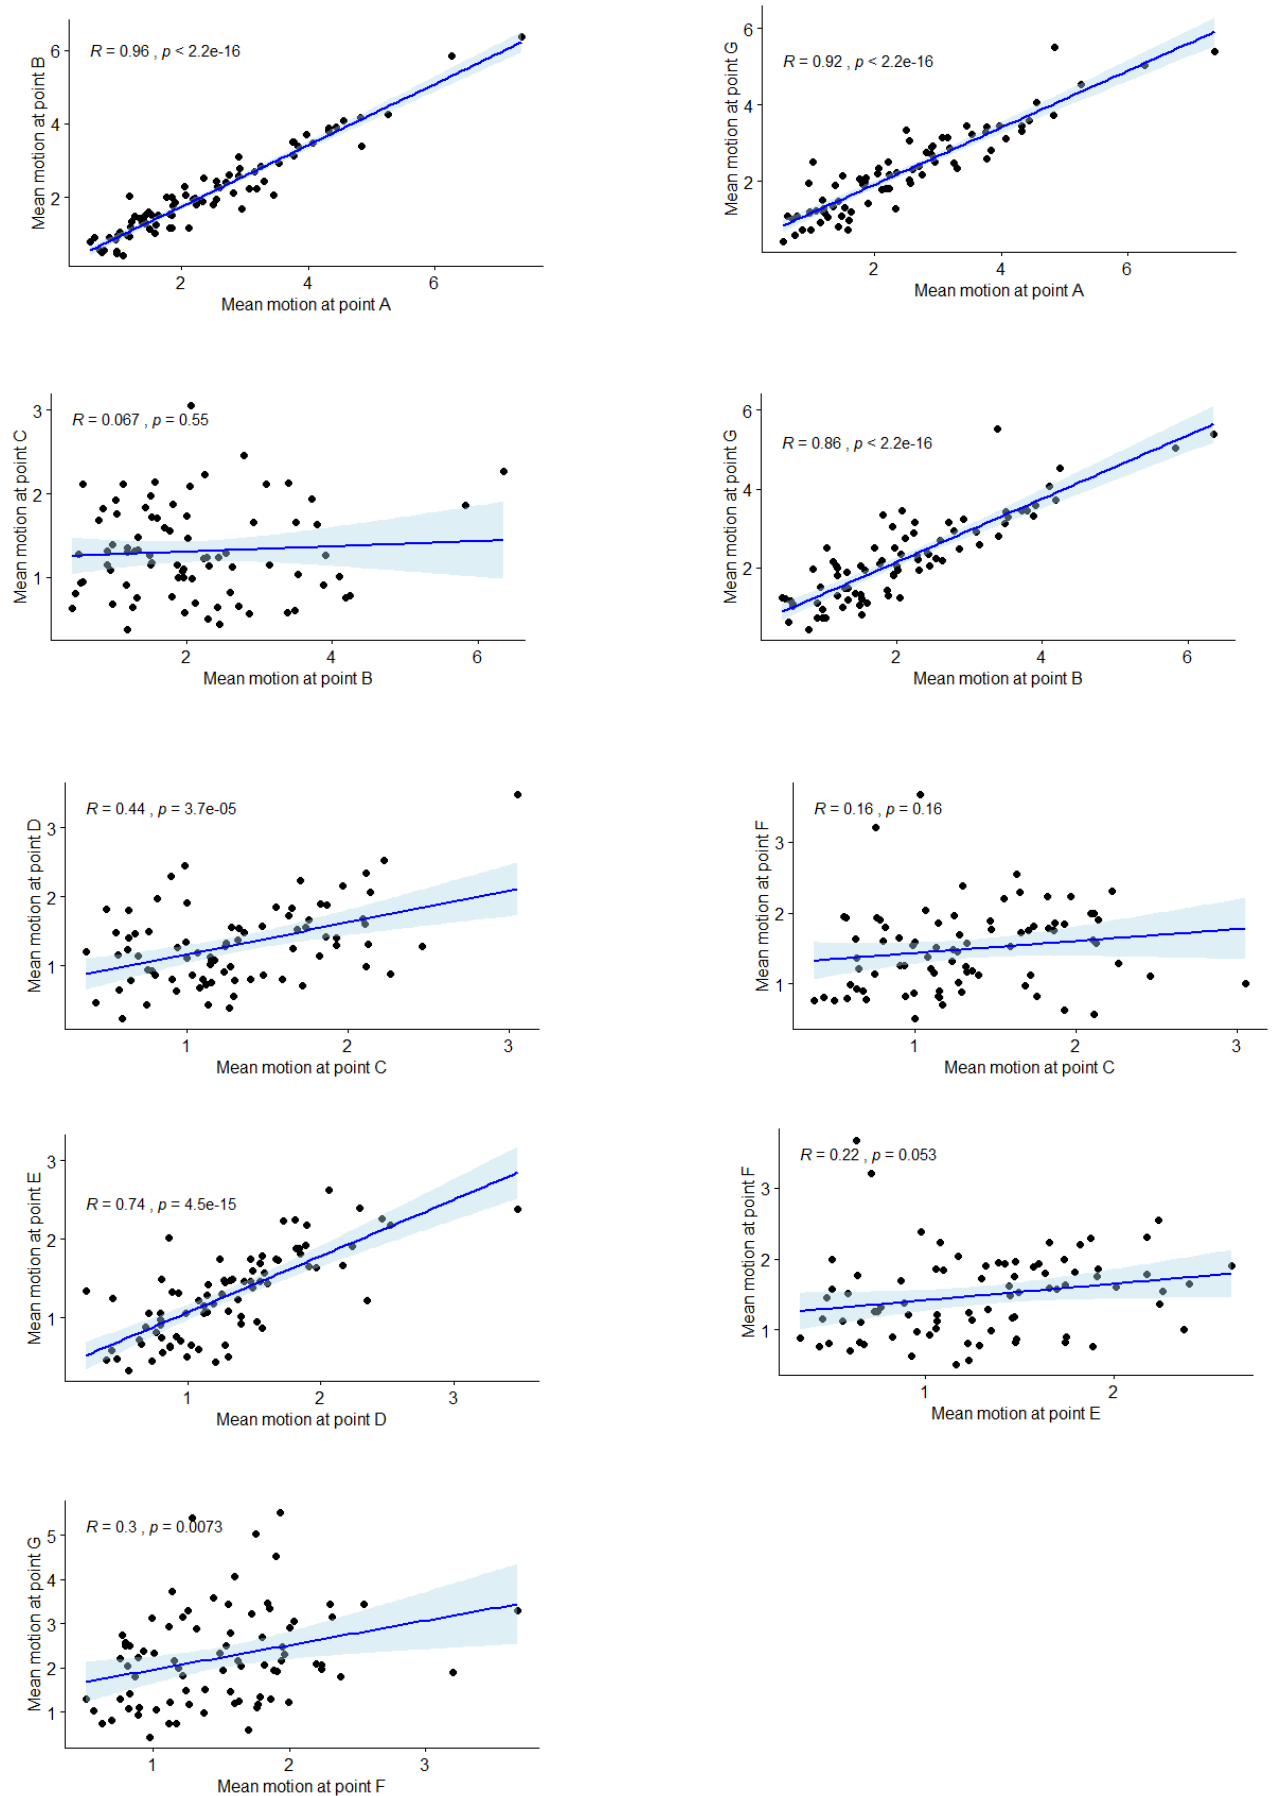 R = 0.96 , p < 2.2e-16
Mean motion at point B
6
4
2
2 4 6
Mean motion at point A
R = 0.92 , p < 2.2e-16
Mean motion at point G
6
4
2
2 4 6
Mean motion at point A
R = 0.067 , p = 0.55
Mean motion at point C
3
2
1
2 4 6
Mean motion at point B
R = 0.86 , p < 2.2e-16
Mean motion at point G
6
4
2
2 4 6
Mean motion at point B
R = 0.44 , p = 3.7e-05
Mean motion at point D
3
2
1
1 2 3
Mean motion at point C
R = 0.16 , p = 0.16
Mean motion at point F
3
2
1
1 2 3
Mean motion at point C
R = 0.74 , p = 4.5e-15
Mean motion at point E
3
2
1
1 2 3
Mean motion at point D
R = 0.22 , p = 0.053
Mean motion at point F
3
2
1
1 2
Mean motion at point E
R = 0.3 , p = 0.0073
Mean motion at point G
5
4
3
2
1
1 2 3
Mean motion at point F